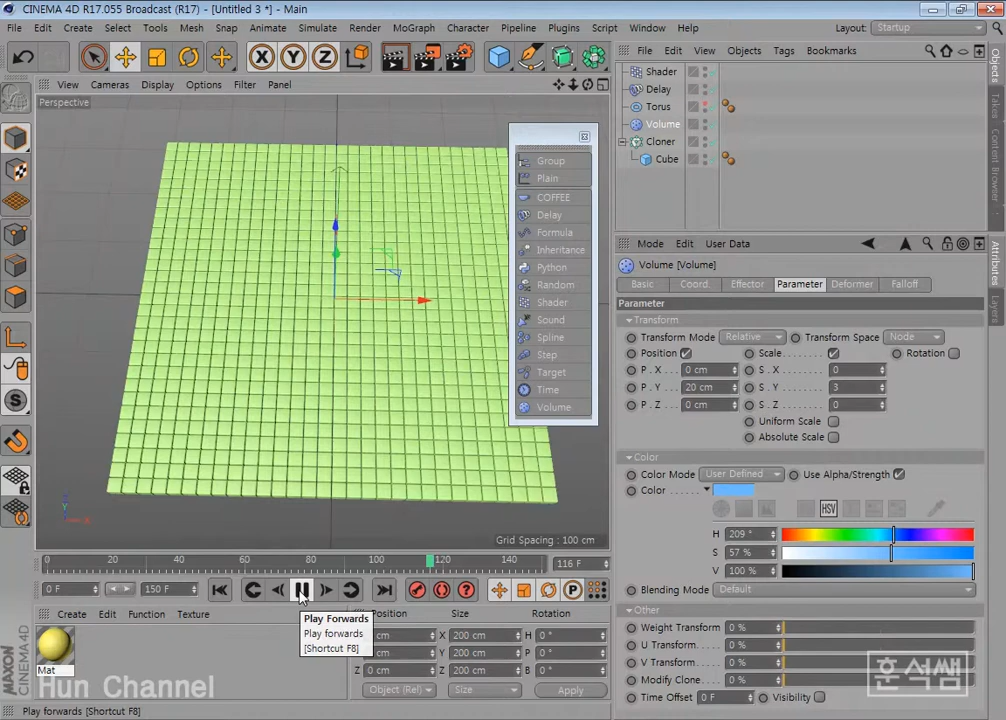 CINEMA 4D R17.055 Broadcast (R17) - [Untitled 3 *] - Main
File Edit Create Select Tools Mesh Snap Animate Simulate Render MoGraph Character Pipeline Plugins Script Window Help Layout: Startup
X Y Z
File Edit View Objects Tags Bookmarks
View Cameras Display Options Filter Panel
Perspective
Shader
Delay
Torus
Volume
Cloner
Cube
Group
Plain
COFFEE
Delay
Formula
Inheritance
Python
Random
Shader
Sound
Spline
Step
Target
Time
Volume
Objects
Takes
Content Browser
Attributes
Layers
Mode Edit User Data
Volume [Volume]
Basic Coord. Effector Parameter Deformer Falloff
Parameter
Transform
Transform Mode Relative Transform Space Node
Position Scale Rotation
P . X 0 cm S . X 0
P . Y 20 cm S . Y 3
P . Z 0 cm S . Z 0
Uniform Scale
Absolute Scale
Color
Color Mode User Defined Use Alpha/Strength
Color
HSV
H 209 °
S 57 %
V 100 %
Blending Mode Default
Other
Weight Transform 0 %
U Transform 0 %
V Transform 0 %
Modify Clone 0 %
Time Offset 0 F Visibility
훈석쌤
Y
X
Grid Spacing : 100 cm
0 20 40 60 80 100 120 140 116 F
0 F 150 F
Play Forwards
Play forwards
[Shortcut F8]
Create Edit Function Texture
Mat
Position Size Rotation
cm X 200 cm H 0 °
cm Y 200 cm P 0 °
Z 0 cm Z 200 cm B 0 °
Object (Rel) Size Apply
MAXON
CINEMA 4D
Hun Channel
Play forwards [Shortcut F8]